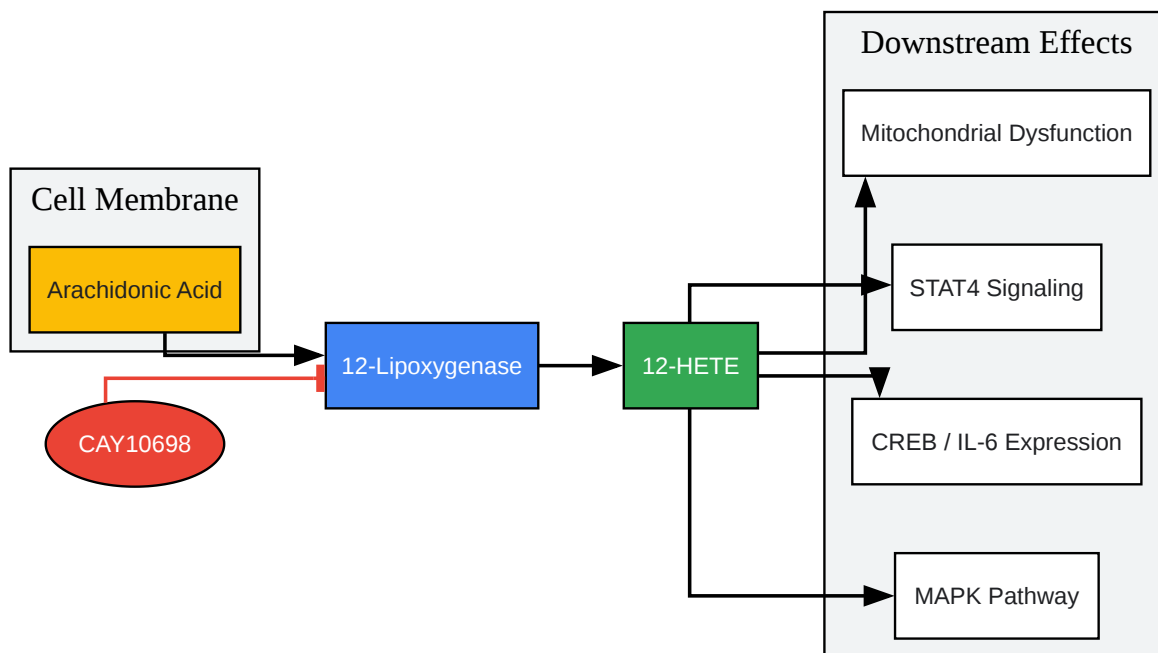 Downstream Effects
Mitochondrial Dysfunction
Cell Membrane
Arachidonic Acid
STAT4 Signaling
12-Lipoxygenase
12-HETE
CAY10698
CREB / IL-6 Expression
MAPK Pathway